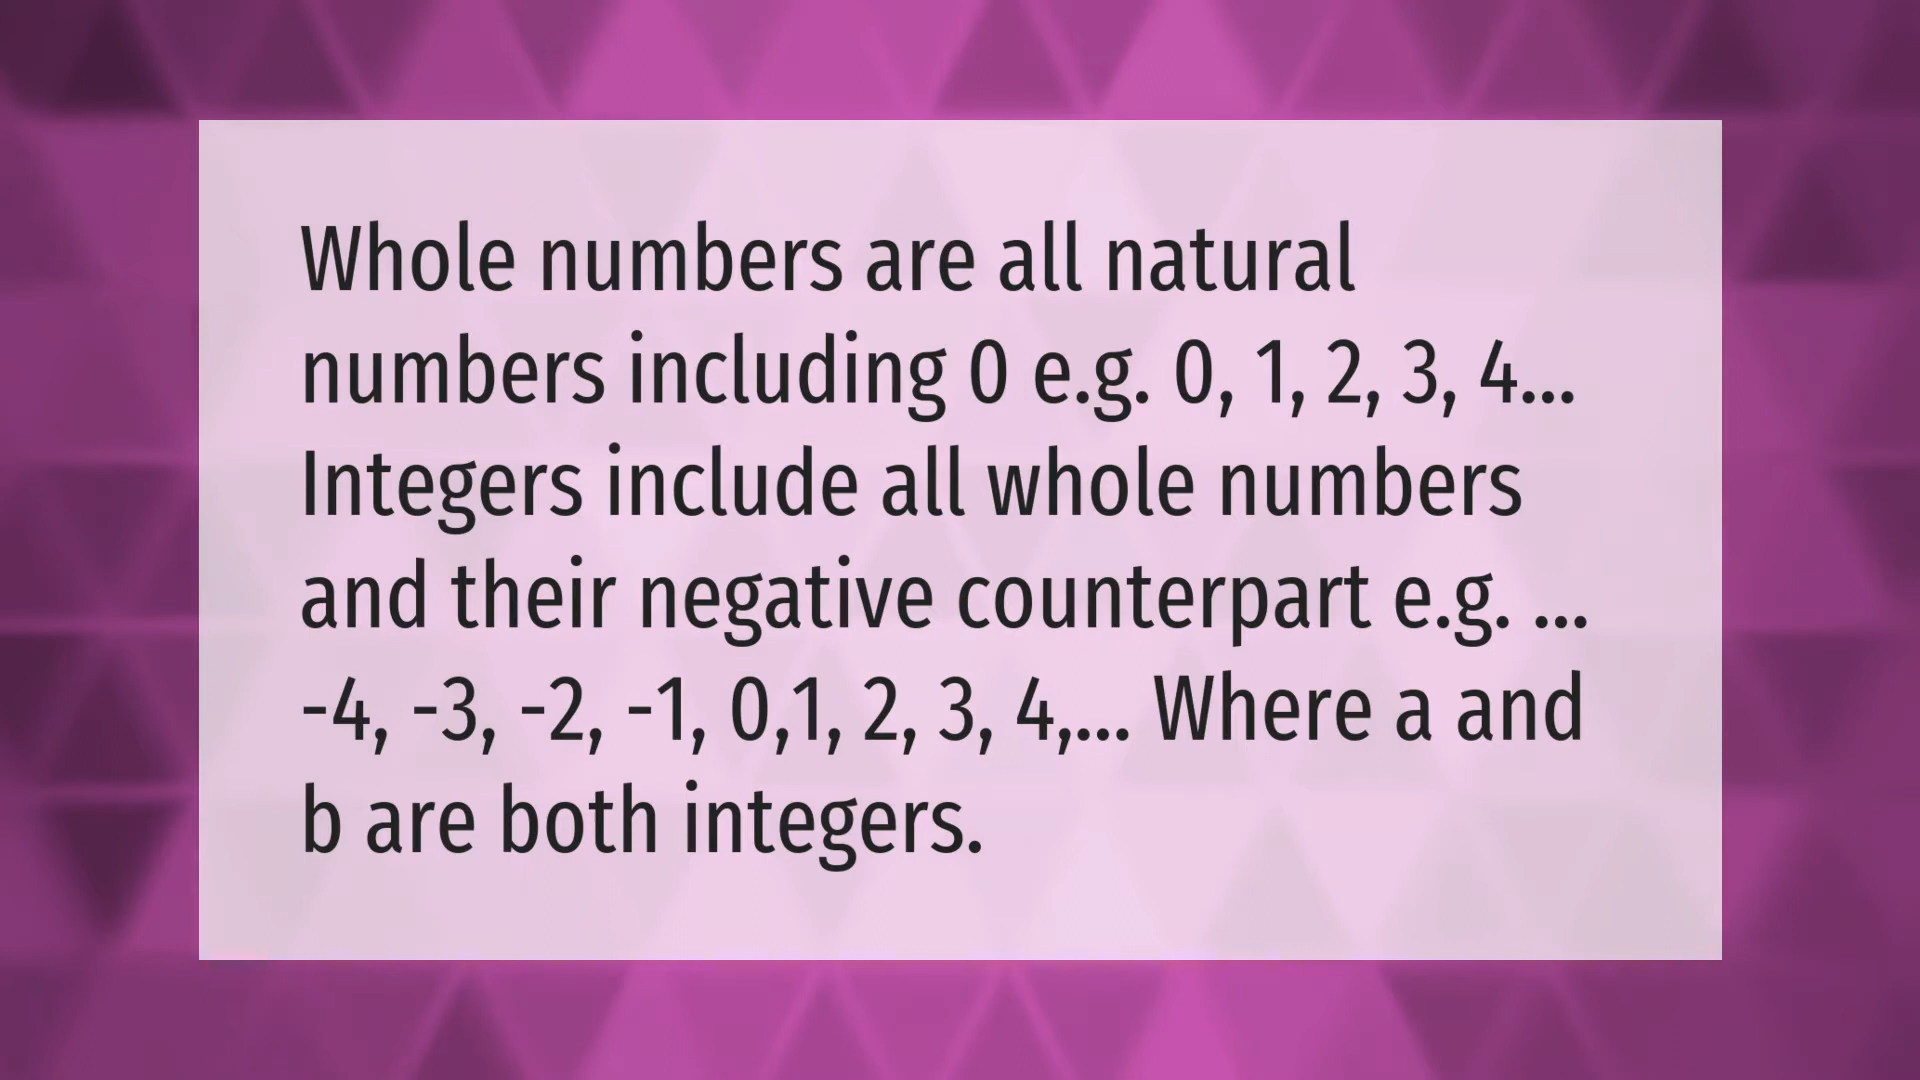 Whole numbers are all natural
numbers including 0 e.g. 0, 1, 2, 3, 4...
Integers include all whole numbers
and their negative counterpart e.g. ...
-4, -3, -2, -1, 0,1, 2, 3, 4,... Where a and
b are both integers.